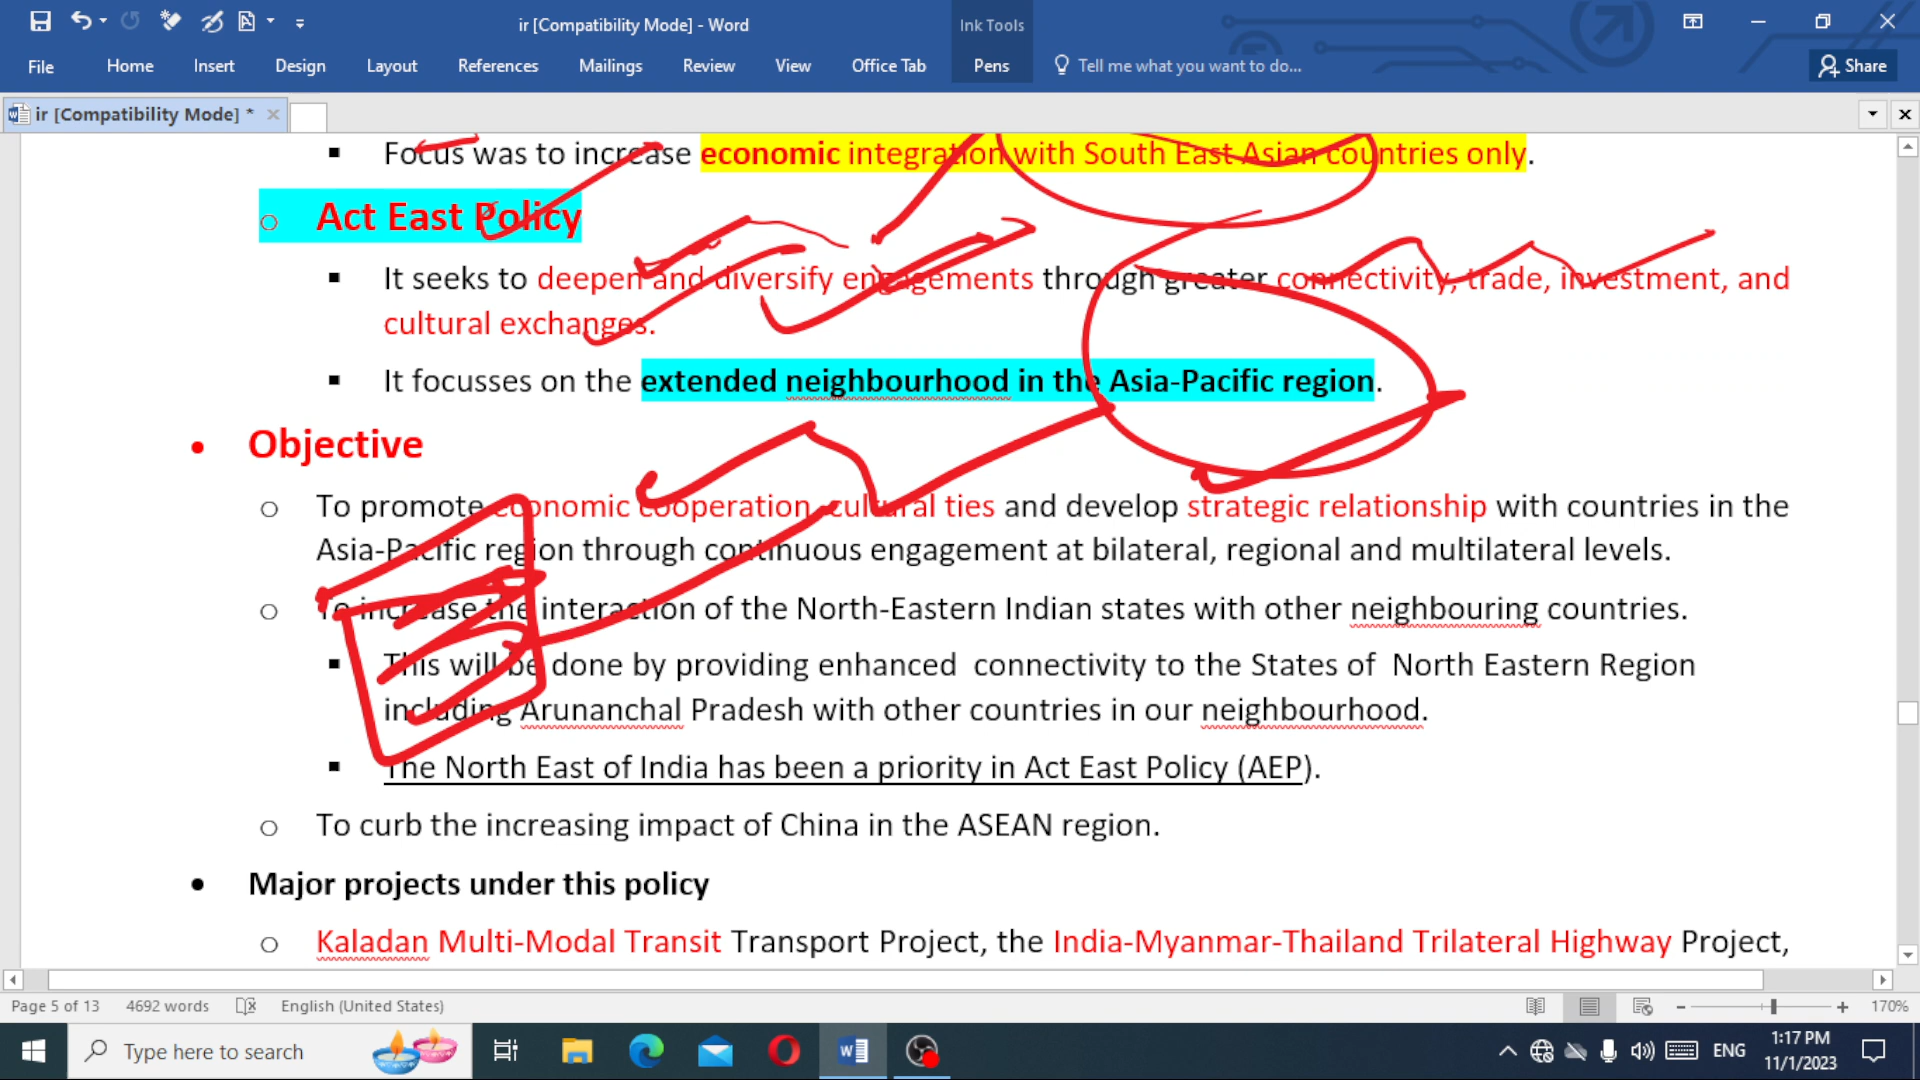 ir [Compatibility Mode] - Word
Ink Tools
File Home Insert Design Layout References Mailings Review View Office Tab Pens Tell me what you want to do... Share
ir [Compatibility Mode] *
▪ Focus was to increase economic integration with South East Asian countries only.
o Act East Policy
▪ It seeks to deepen and diversify engagements through greater connectivity, trade, investment, and
cultural exchanges.
▪ It focusses on the extended neighbourhood in the Asia-Pacific region.
• Objective
o To promote economic cooperation, cultural ties and develop strategic relationship with countries in the
Asia-Pacific region through continuous engagement at bilateral, regional and multilateral levels.
o To increase the interaction of the North-Eastern Indian states with other neighbouring countries.
▪ This will be done by providing enhanced connectivity to the States of North Eastern Region
including Arunanchal Pradesh with other countries in our neighbourhood.
▪ The North East of India has been a priority in Act East Policy (AEP).
o To curb the increasing impact of China in the ASEAN region.
• Major projects under this policy
o Kaladan Multi-Modal Transit Transport Project, the India-Myanmar-Thailand Trilateral Highway Project,
Page 5 of 13 4692 words English (United States) 170%
Type here to search
ENG
1:17 PM
11/1/2023